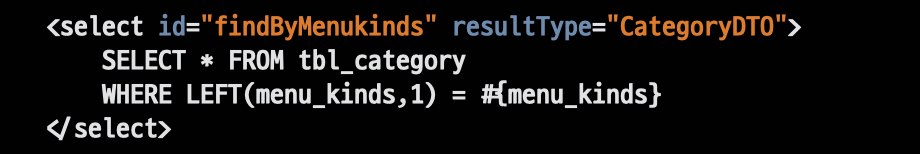 <select id="findByMenukinds" resultType="CategoryDTO">
SELECT * FROM tbl_category
WHERE LEFT(menu_kinds,1) = #{menu_kinds}
</select>